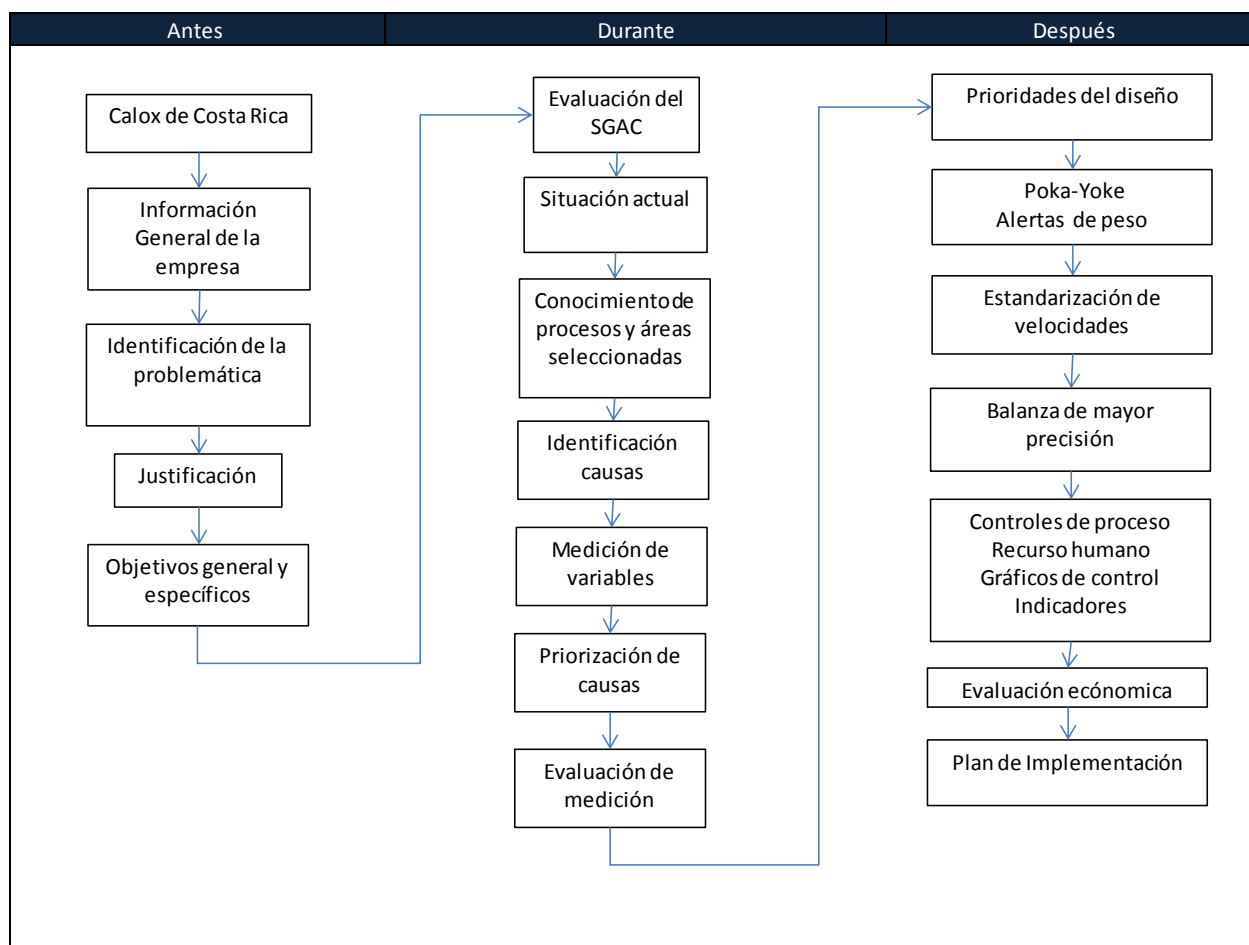 Antes
Durante
Después
Calox de Costa Rica
Información
General de la
empresa
Identificación de la
problemática
Justificación
Objetivos general y
específicos
Evaluación del
SGAC
Situación actual
Conocimiento de
procesos y áreas
seleccionadas
Identificación
causas
Medición de
variables
Priorización de
causas
Evaluación de
medición
Prioridades del diseño
Poka-Yoke
Alertas de peso
Estandarización de
velocidades
Balanza de mayor
precisión
Controles de proceso
Recurso humano
Gráficos de control
Indicadores
Evaluación ecónomica
Plan de Implementación